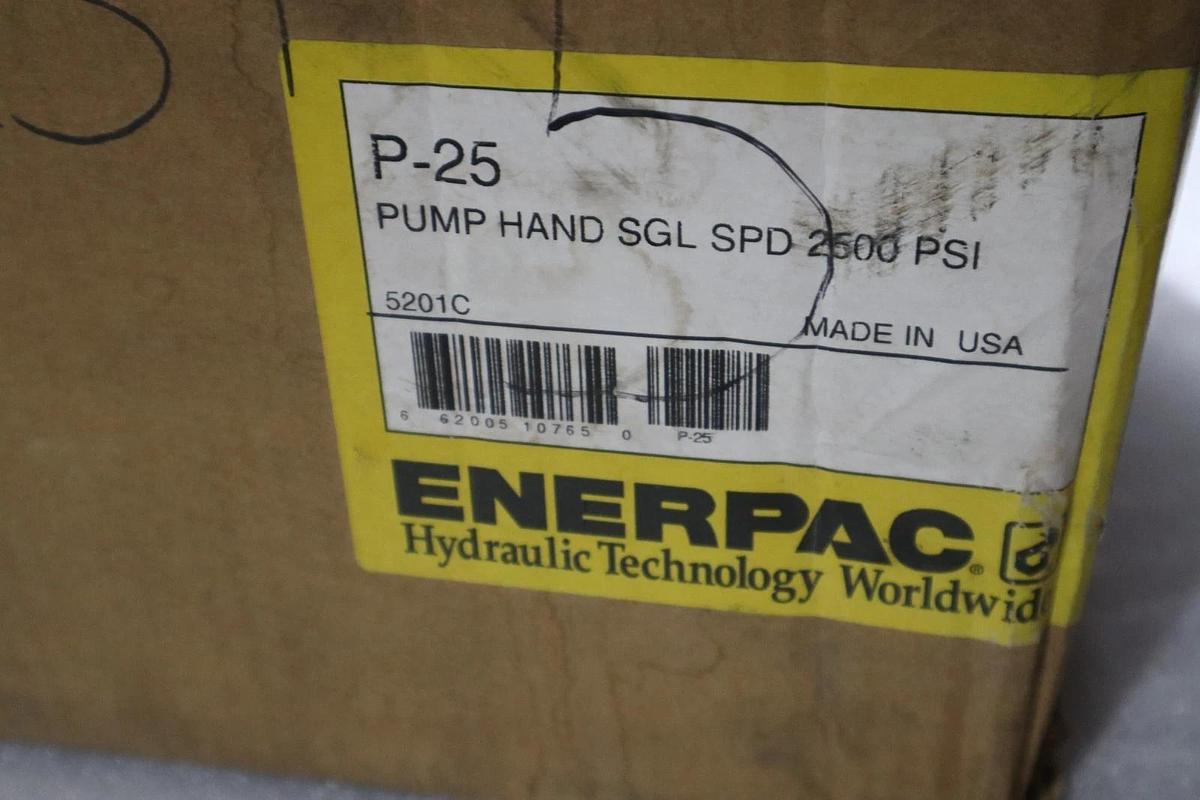 P-25
PUMP HAND SGL SPD 2500 PSI
5201C
MADE IN USA
6 62005 10765 0
P-25
ENERPAC®
Hydraulic Technology Worldwide